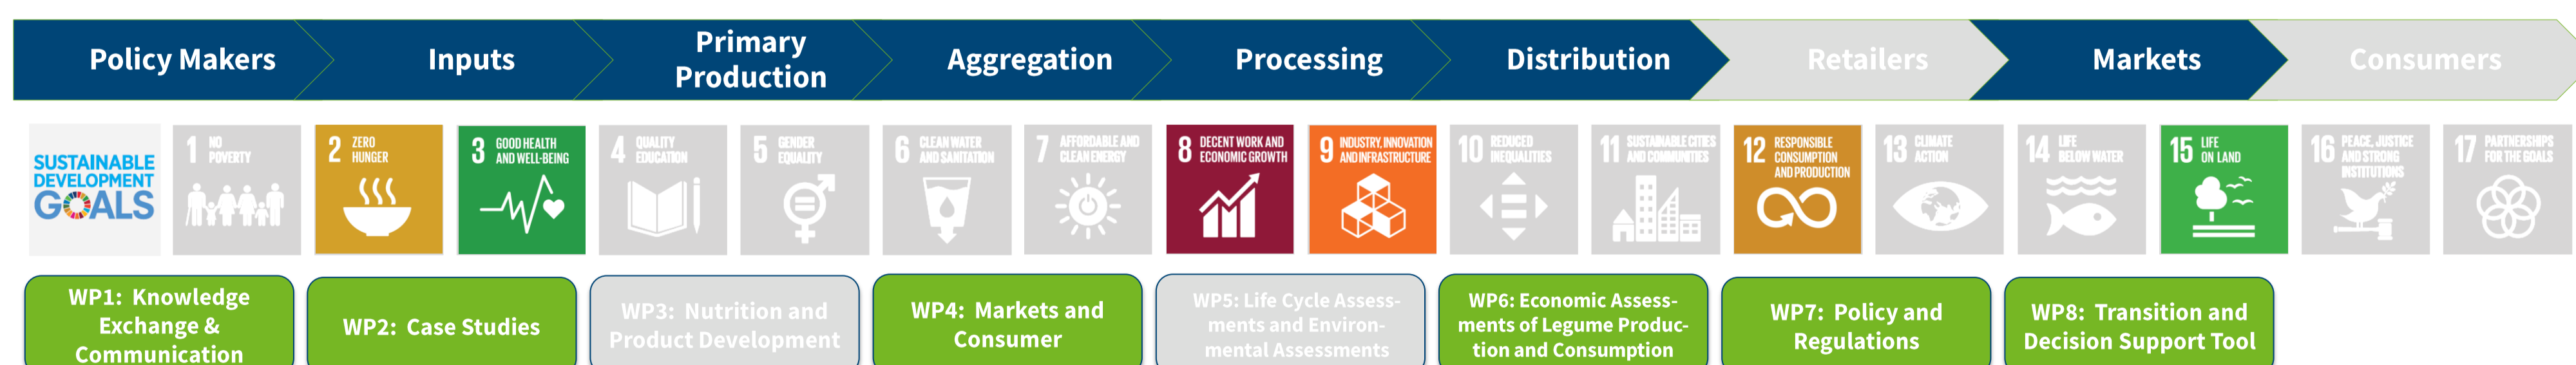 Policy Makers
Inputs
Primary
Production
Aggregation
Processing
Distribution
Retailers
Markets
Consumers
SUSTAINABLE
DEVELOPMENT
GOALS
1 NO
POVERTY
2 ZERO
HUNGER
3 GOOD HEALTH
AND WELL-BEING
4 QUALITY
EDUCATION
5 GENDER
EQUALITY
6 CLEAN WATER
AND SANITATION
7 AFFORDABLE AND
CLEAN ENERGY
8 DECENT WORK AND
ECONOMIC GROWTH
9 INDUSTRY, INNOVATION
AND INFRASTRUCTURE
10 REDUCED
INEQUALITIES
11 SUSTAINABLE CITIES
AND COMMUNITIES
12 RESPONSIBLE
CONSUMPTION
AND PRODUCTION
13 CLIMATE
ACTION
14 LIFE
BELOW WATER
15 LIFE
ON LAND
16 PEACE, JUSTICE
AND STRONG
INSTITUTIONS
17 PARTNERSHIPS
FOR THE GOALS
WP1: Knowledge
Exchange &
Communication
WP2: Case Studies
WP3: Nutrition and
Product Development
WP4: Markets and
Consumer
WP5: Life Cycle Assess-
ments and Environ-
mental Assessments
WP6: Economic Assess-
ments of Legume Produc-
tion and Consumption
WP7: Policy and
Regulations
WP8: Transition and
Decision Support Tool